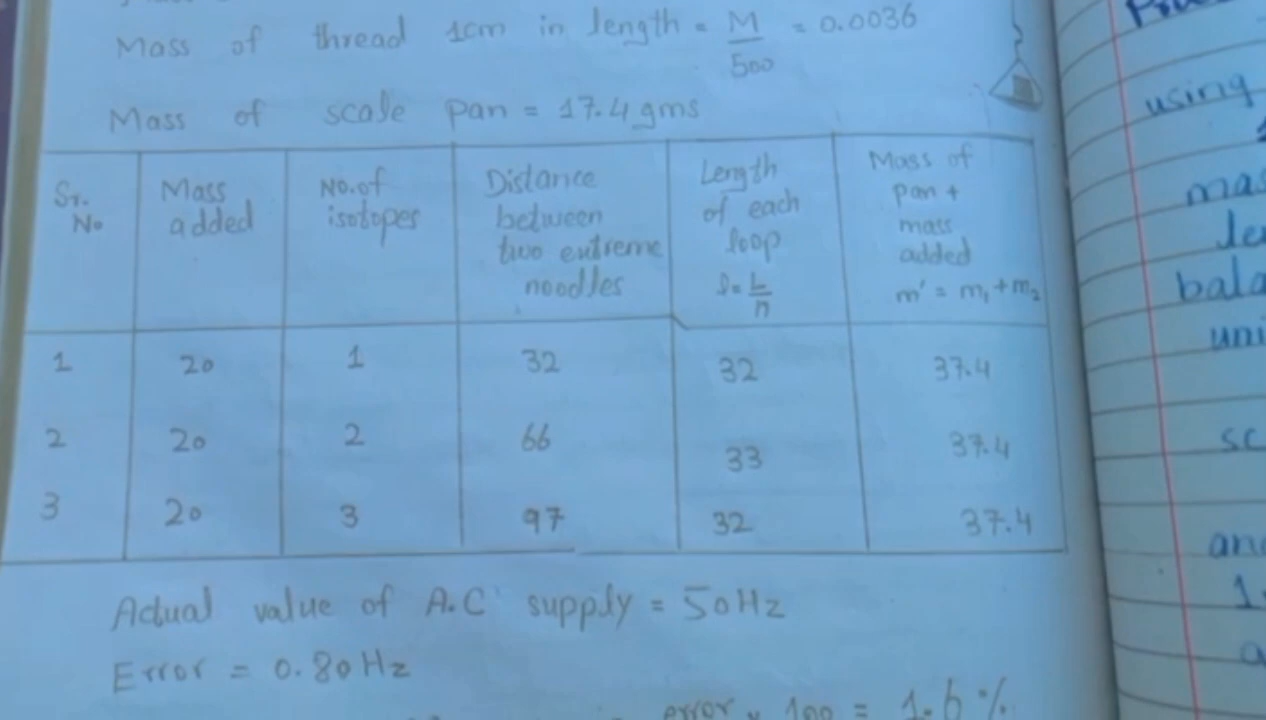 Mass of thread 1cm in length = M/500 = 0.0036
Mass of scale pan = 17.4 gms
Sr. No | Mass added | No. of isotopes | Distance between two extreme noodles | Length of each loop l = L/n | Mass of pan + mass added m' = m₁ + m₂
1 | 20 | 1 | 32 | 32 | 37.4
2 | 20 | 2 | 66 | 33 | 37.4
3 | 20 | 3 | 97 | 32 | 37.4
Actual value of A.C supply = 50Hz
Error = 0.80 Hz
error × 100 = 1.6 %
using